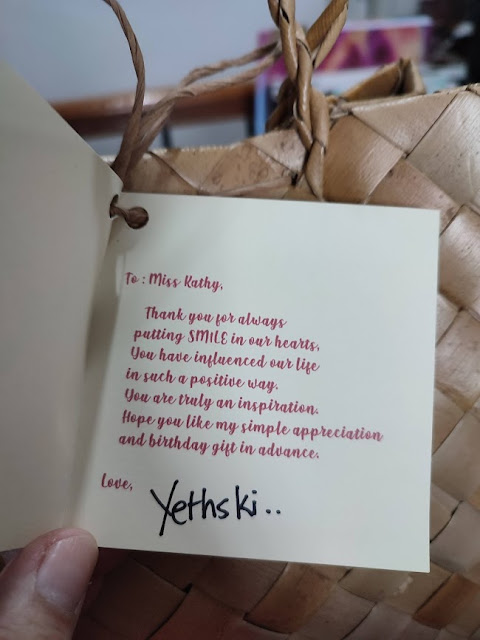 To : Miss Kathy,
Thank you for always
putting SMILE in our hearts,
You have influenced our life
in such a positive way.
You are truly an inspiration.
Hope you like my simple appreciation
and birthday gift in advance.
Love,
Yethski..